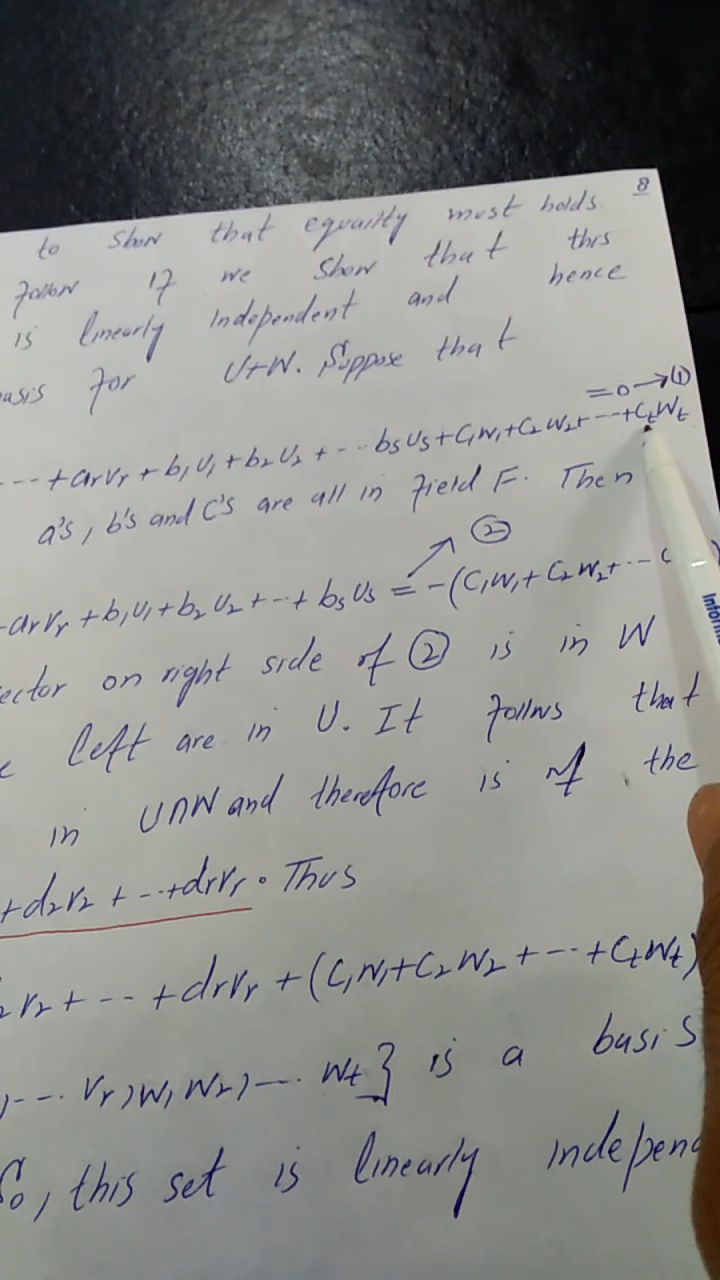 8
to show that equailty must holds.
follow if we show that this
is linearly independent and hence
for U+W. Suppose that
= 0 → (1)
--- + arvr + b1u1 + b2u2 + --- bsus + C1w1 + C2w2 + --- + Ctwt
a's, b's and c's are all in field F. Then
②
arvr + b1u1 + b2u2 + -- + bsus = -(C1w1 + C2w2 + --- C
on right side of ② is in W
left are in U. It follws that
in U∩W and therefore is of the
+ d2v2 + --- + drvr. Thus
v2 + --- + drvr + (C1w1 + C2w2 + --- + Ctwt)
, --- vr, w1, w2, --- wt} is a basis
So, this set is linearly independ
Inform